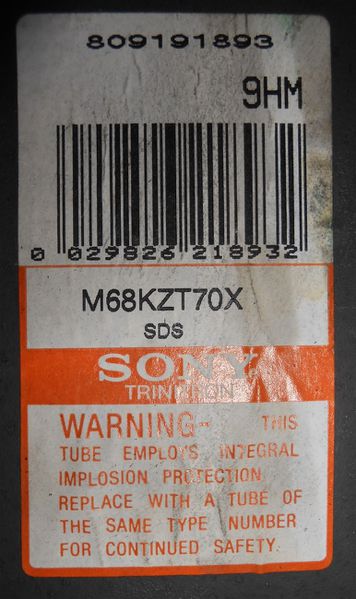 809191893
9HM
0 029826 218932
M68KZT70X
SDS
SONY
TRINITRON
WARNING- THIS
TUBE EMPLOYS INTEGRAL
IMPLOSION PROTECTION
REPLACE WITH A TUBE OF
THE SAME TYPE NUMBER
FOR CONTINUED SAFETY.